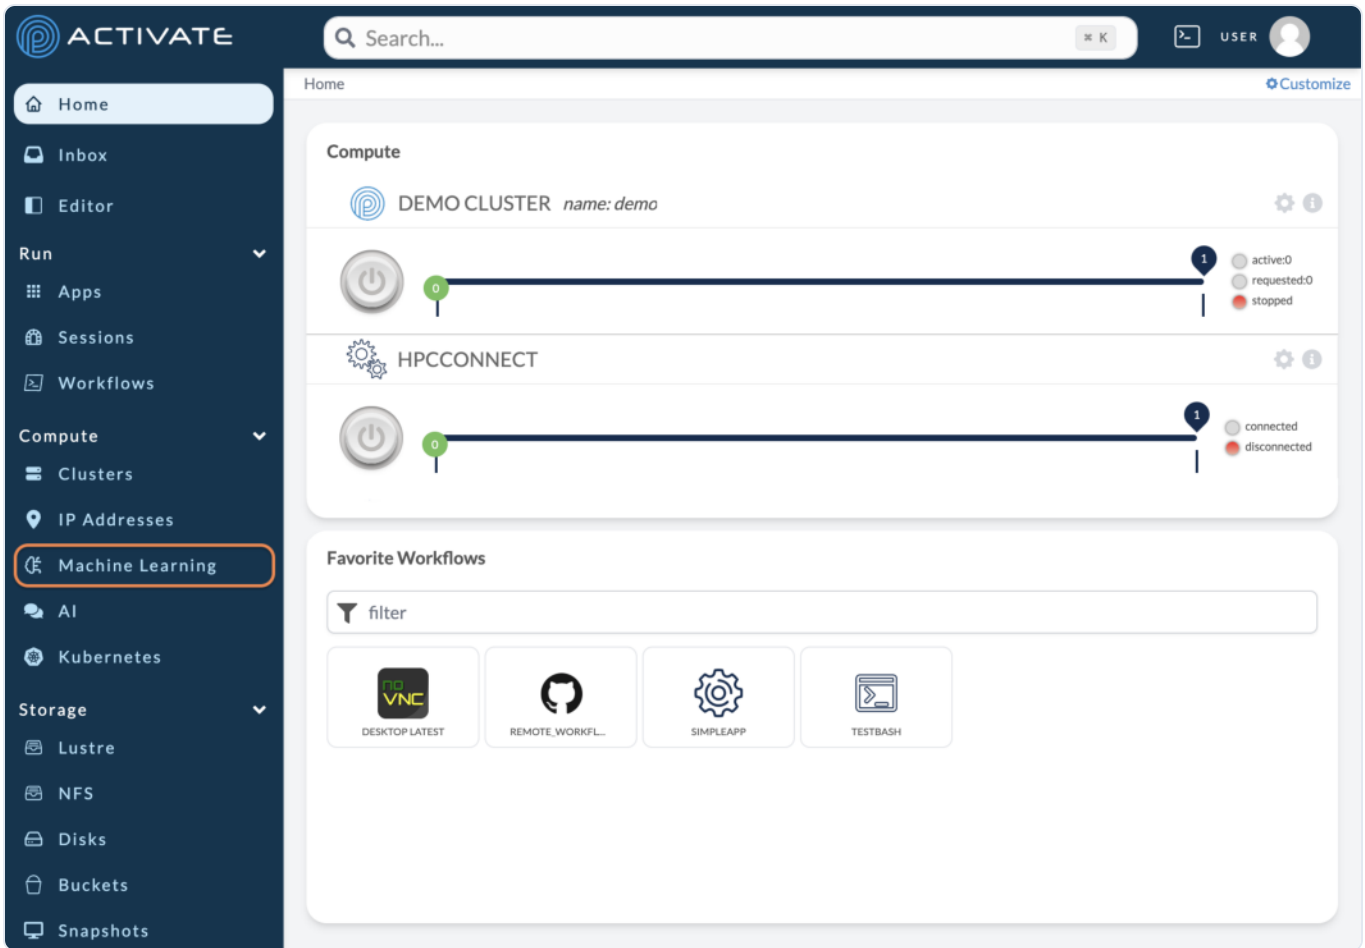 ACTIVATE
Search...
⌘ K
USER
Home
Inbox
Editor
Run
Apps
Sessions
Workflows
Compute
Clusters
IP Addresses
Machine Learning
AI
Kubernetes
Storage
Lustre
NFS
Disks
Buckets
Snapshots
Home
Customize
Compute
DEMO CLUSTER name: demo
0
1
active:0
requested:0
stopped
HPCCONNECT
0
1
connected
disconnected
Favorite Workflows
filter
no
VNC
DESKTOP LATEST
REMOTE_WORKFL...
SIMPLEAPP
TESTBASH